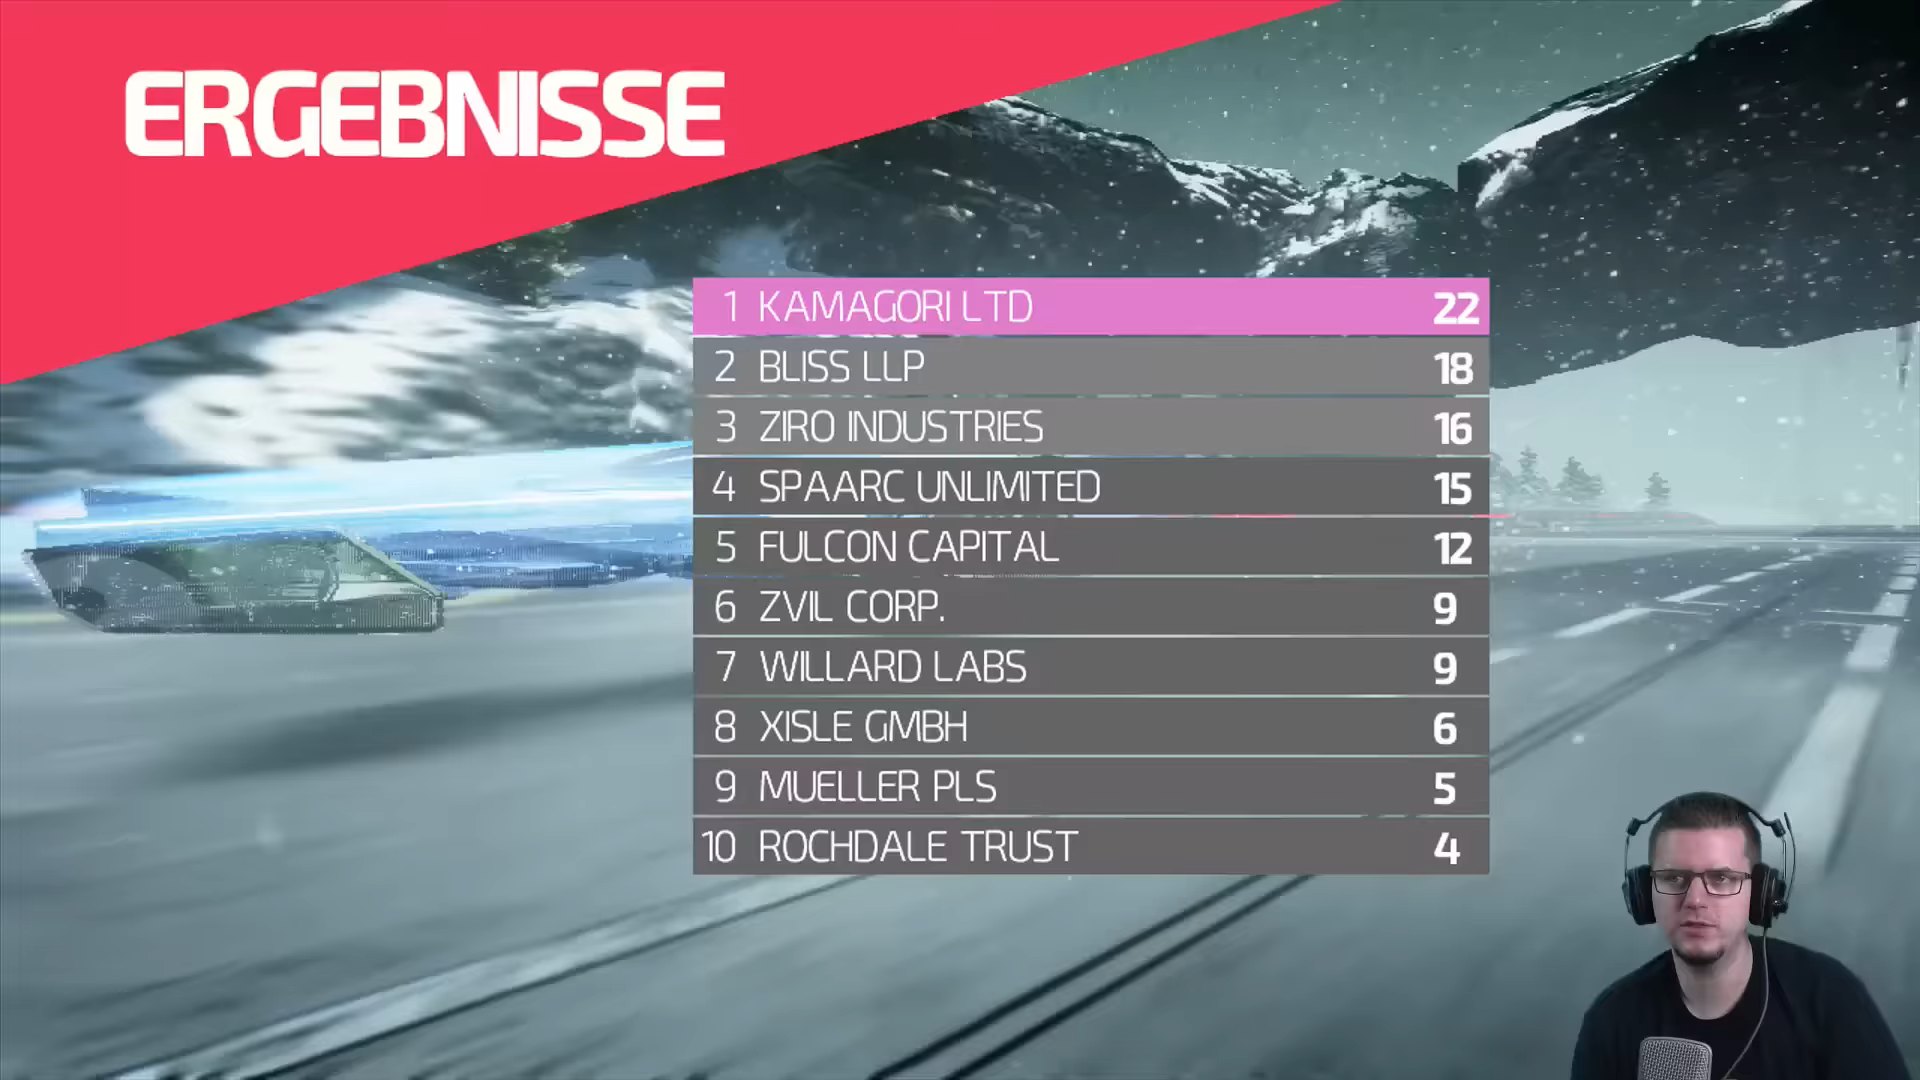 ERGEBNISSE
1 KAMAGORI LTD 22
2 BLISS LLP 18
3 ZIRO INDUSTRIES 16
4 SPAARC UNLIMITED 15
5 FULCON CAPITAL 12
6 ZVIL CORP. 9
7 WILLARD LABS 9
8 XISLE GMBH 6
9 MUELLER PLS 5
10 ROCHDALE TRUST 4